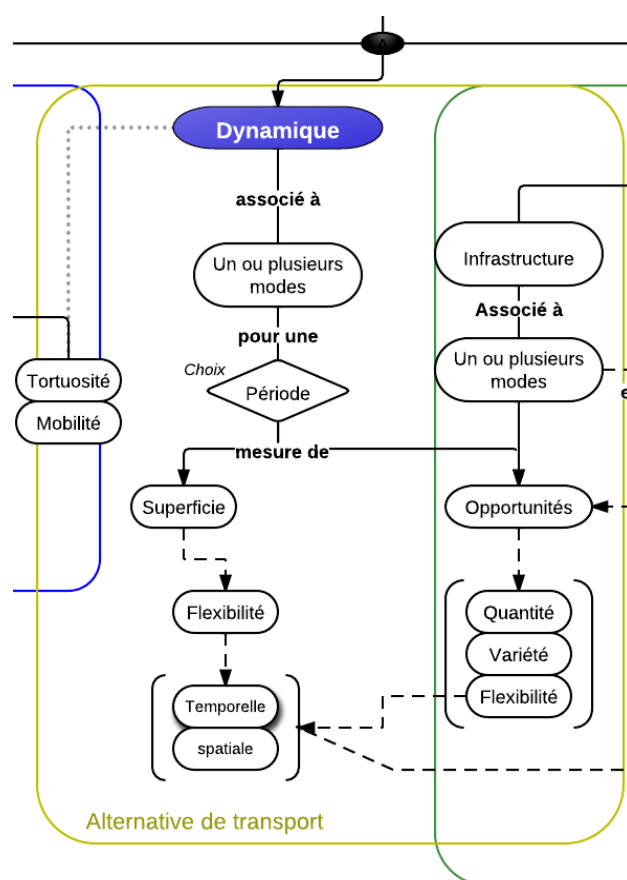 A
Dynamique
associé à
Un ou plusieurs
modes
pour une
Choix
Période
mesure de
Superficie
Flexibilité
Temporelle
spatiale
Tortuosité
Mobilité
Infrastructure
Associé à
Un ou plusieurs
modes
e
Opportunités
Quantité
Variété
Flexibilité
Alternative de transport